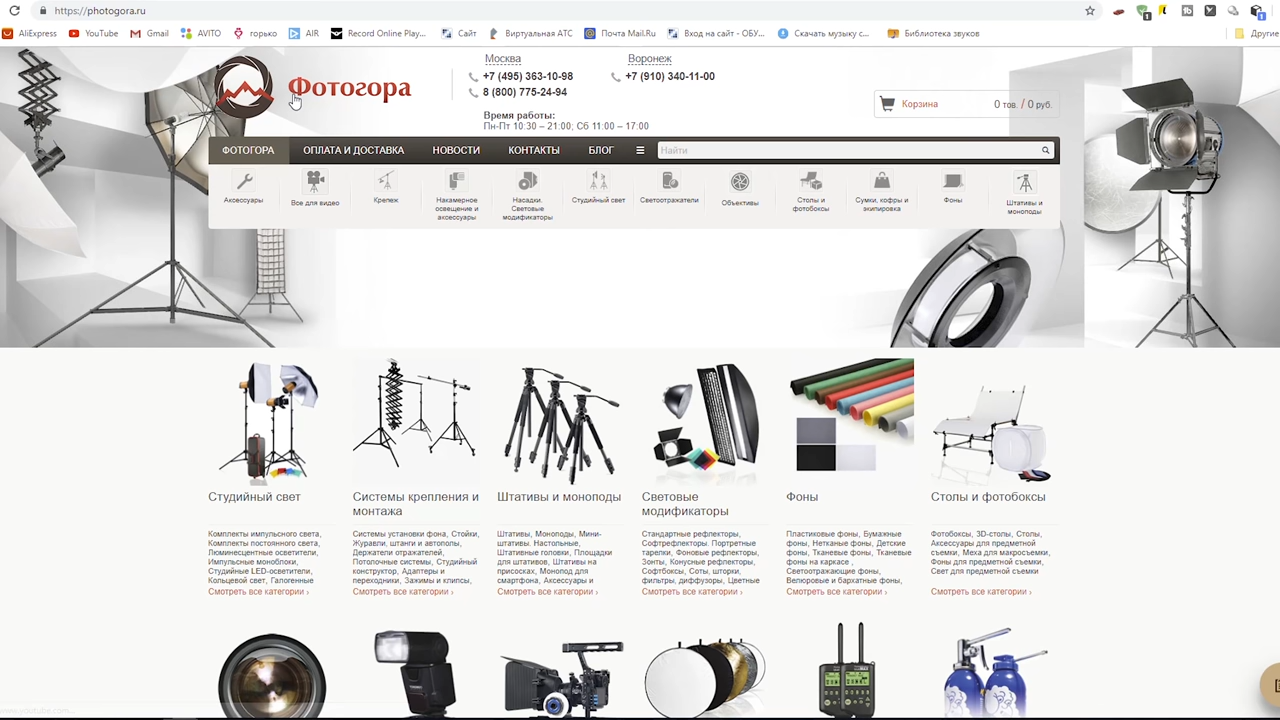 https://photogora.ru
AliExpress YouTube Gmail AVITO горько AIR Record Online Play... Сайт Виртуальная АТС Почта Mail.Ru Вход на сайт - ОБУ... Скачать музыку с... Библиотека звуков Другие
Фотогора
Москва
+7 (495) 363-10-98
8 (800) 775-24-94
Воронеж
+7 (910) 340-11-00
Время работы:
Пн-Пт 10:30 – 21:00; Сб 11:00 – 17:00
Корзина 0 тов. / 0 руб.
ФОТОГОРА ОПЛАТА И ДОСТАВКА НОВОСТИ КОНТАКТЫ БЛОГ Найти
Аксессуары
Все для видео
Крепеж
Накамерное
освещение и
аксессуары
Насадки.
Световые
модификаторы
Студийный свет
Светоотражатели
Объективы
Столы и
фотобоксы
Сумки, кофры и
экипировка
Фоны
Штативы и
моноподы
Студийный свет
Комплекты импульсного света,
Комплекты постоянного света,
Люминесцентные осветители,
Импульсные моноблоки,
Студийные LED-осветители,
Кольцевой свет, Галогенные
Смотреть все категории ›
Системы крепления и
монтажа
Системы установки фона, Стойки,
Журавли, штанги и автополы,
Держатели отражателей,
Потолочные системы, Студийный
конструктор, Адаптеры и
переходники, Зажимы и клипсы,
Смотреть все категории ›
Штативы и моноподы
Штативы, Моноподы, Мини-
штативы. Настольные,
Штативные головки, Площадки
для штативов, Штативы на
присосках, Монопод для
смартфона, Аксессуары и
Смотреть все категории ›
Световые
модификаторы
Стандартные рефлекторы,
Софтрефлекторы. Портретные
тарелки, Фоновые рефлекторы,
Зонты, Конусные рефлекторы,
Софтбоксы, Соты, шторки,
фильтры, диффузоры, Цветные
Смотреть все категории ›
Фоны
Пластиковые фоны, Бумажные
фоны, Нетканые фоны, Детские
фоны, Тканевые фоны, Тканевые
фоны на каркасе ,
Светоотражающие фоны,
Велюровые и бархатные фоны,
Смотреть все категории ›
Столы и фотобоксы
Фотобоксы, 3D-столы, Столы,
Аксессуары для предметной
съемки, Меха для макросъемки,
Фоны для предметной съемки,
Свет для предметной съемки
Смотреть все категории ›
www.youtube.com...